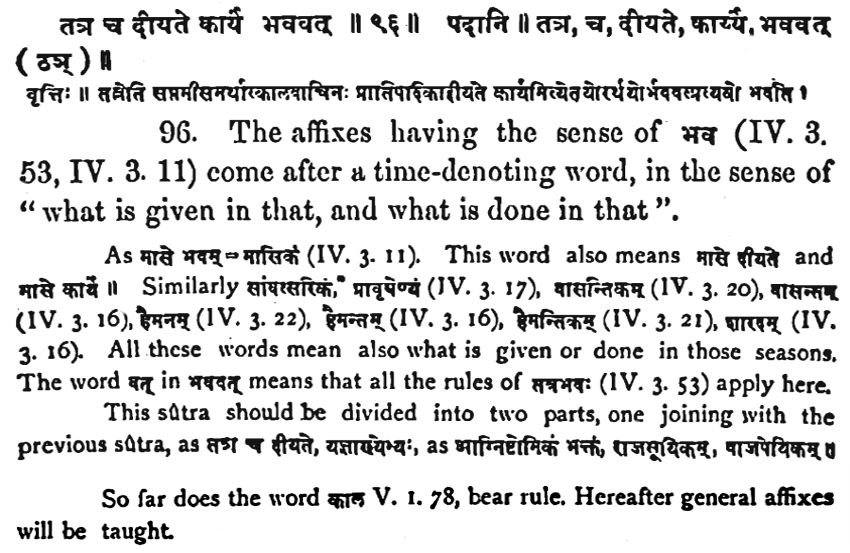 तत्र च दीयते कार्यं भववत् ॥ ९६ ॥ पदानि ॥ तत्र, च, दीयते, कार्य्यं, भववत्
( ठञ् ) ॥
वृत्तिः ॥ तत्रेति सप्तमीसमर्थात्कालवाचिनः प्रातिपदिकाद्दीयते कार्यमित्येतयोरर्थयोर्भववत्प्रत्ययो भवति ।
96. The affixes having the sense of भव (IV. 3.
53, IV. 3. 11) come after a time-denoting word, in the sense of
“ what is given in that, and what is done in that ”.
As मासे भवम् = मासिकं (IV. 3. 11). This word also means मासे दीयते and
मासे कार्यं ॥ Similarly सांवत्सरिकं, प्रावृषेण्यं (IV. 3. 17), वासन्तिकम् (IV. 3. 20), वासन्तम्
(IV. 3. 16), हैमनम् (IV. 3. 22), हैमन्तम् (IV. 3. 16), हैमन्तिकम् (IV. 3. 21), शारदम् (IV.
3. 16). All these words mean also what is given or done in those seasons.
The word वत् in भववत् means that all the rules of तत्रभवः (IV. 3. 53) apply here.
This sûtra should be divided into two parts, one joining with the
previous sûtra, as तत्र च दीयते, यज्ञाख्येभ्यः, as आग्निष्टोमिकं भक्तं, राजसूयिकम्, वाजपेयिकम् ॥
So far does the word काल V. 1. 78, bear rule. Hereafter general affixes
will be taught.